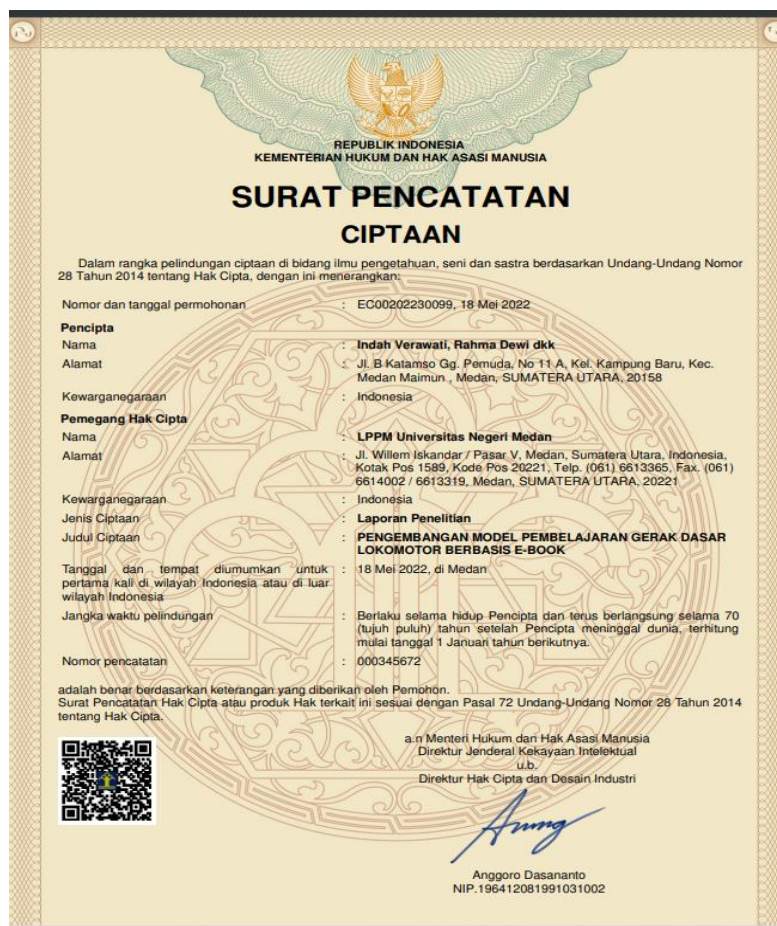 REPUBLIK INDONESIA
KEMENTERIAN HUKUM DAN HAK ASASI MANUSIA
SURAT PENCATATAN
CIPTAAN
Dalam rangka pelindungan ciptaan di bidang ilmu pengetahuan, seni dan sastra berdasarkan Undang-Undang Nomor
28 Tahun 2014 tentang Hak Cipta, dengan ini menerangkan:
Nomor dan tanggal permohonan : EC00202230099, 18 Mei 2022
Pencipta
Nama : Indah Verawati, Rahma Dewi dkk
Alamat : Jl. B Katamso Gg. Pemuda, No 11 A, Kel. Kampung Baru, Kec.
Medan Maimun , Medan, SUMATERA UTARA, 20158
Kewarganegaraan : Indonesia
Pemegang Hak Cipta
Nama : LPPM Universitas Negeri Medan
Alamat : Jl. Willem Iskandar / Pasar V, Medan, Sumatera Utara, Indonesia,
Kotak Pos 1589, Kode Pos 20221, Telp. (061) 6613365, Fax. (061)
6614002 / 6613319, Medan, SUMATERA UTARA, 20221
Kewarganegaraan : Indonesia
Jenis Ciptaan : Laporan Penelitian
Judul Ciptaan : PENGEMBANGAN MODEL PEMBELAJARAN GERAK DASAR
LOKOMOTOR BERBASIS E-BOOK
Tanggal dan tempat diumumkan untuk : 18 Mei 2022, di Medan
pertama kali di wilayah Indonesia atau di luar
wilayah Indonesia
Jangka waktu pelindungan : Berlaku selama hidup Pencipta dan terus berlangsung selama 70
(tujuh puluh) tahun setelah Pencipta meninggal dunia, terhitung
mulai tanggal 1 Januari tahun berikutnya.
Nomor pencatatan : 000345672
adalah benar berdasarkan keterangan yang diberikan oleh Pemohon.
Surat Pencatatan Hak Cipta atau produk Hak terkait ini sesuai dengan Pasal 72 Undang-Undang Nomor 28 Tahun 2014
tentang Hak Cipta.
a.n Menteri Hukum dan Hak Asasi Manusia
Direktur Jenderal Kekayaan Intelektual
u.b.
Direktur Hak Cipta dan Desain Industri
Anggoro Dasananto
NIP.196412081991031002